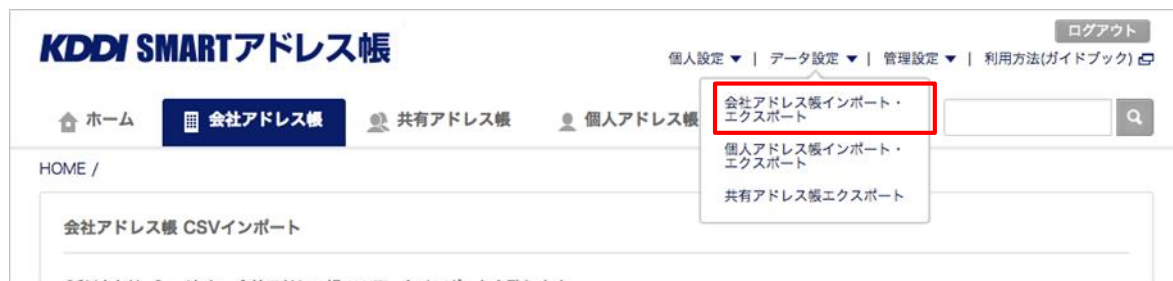 ログアウト
KDDI SMARTアドレス帳
個人設定 ▼ | データ設定 ▼ | 管理設定 ▼ | 利用方法(ガイドブック)
ホーム 会社アドレス帳 共有アドレス帳 個人アドレス帳
会社アドレス帳インポート・
エクスポート
個人アドレス帳インポート・
エクスポート
共有アドレス帳エクスポート
HOME /
会社アドレス帳 CSVインポート